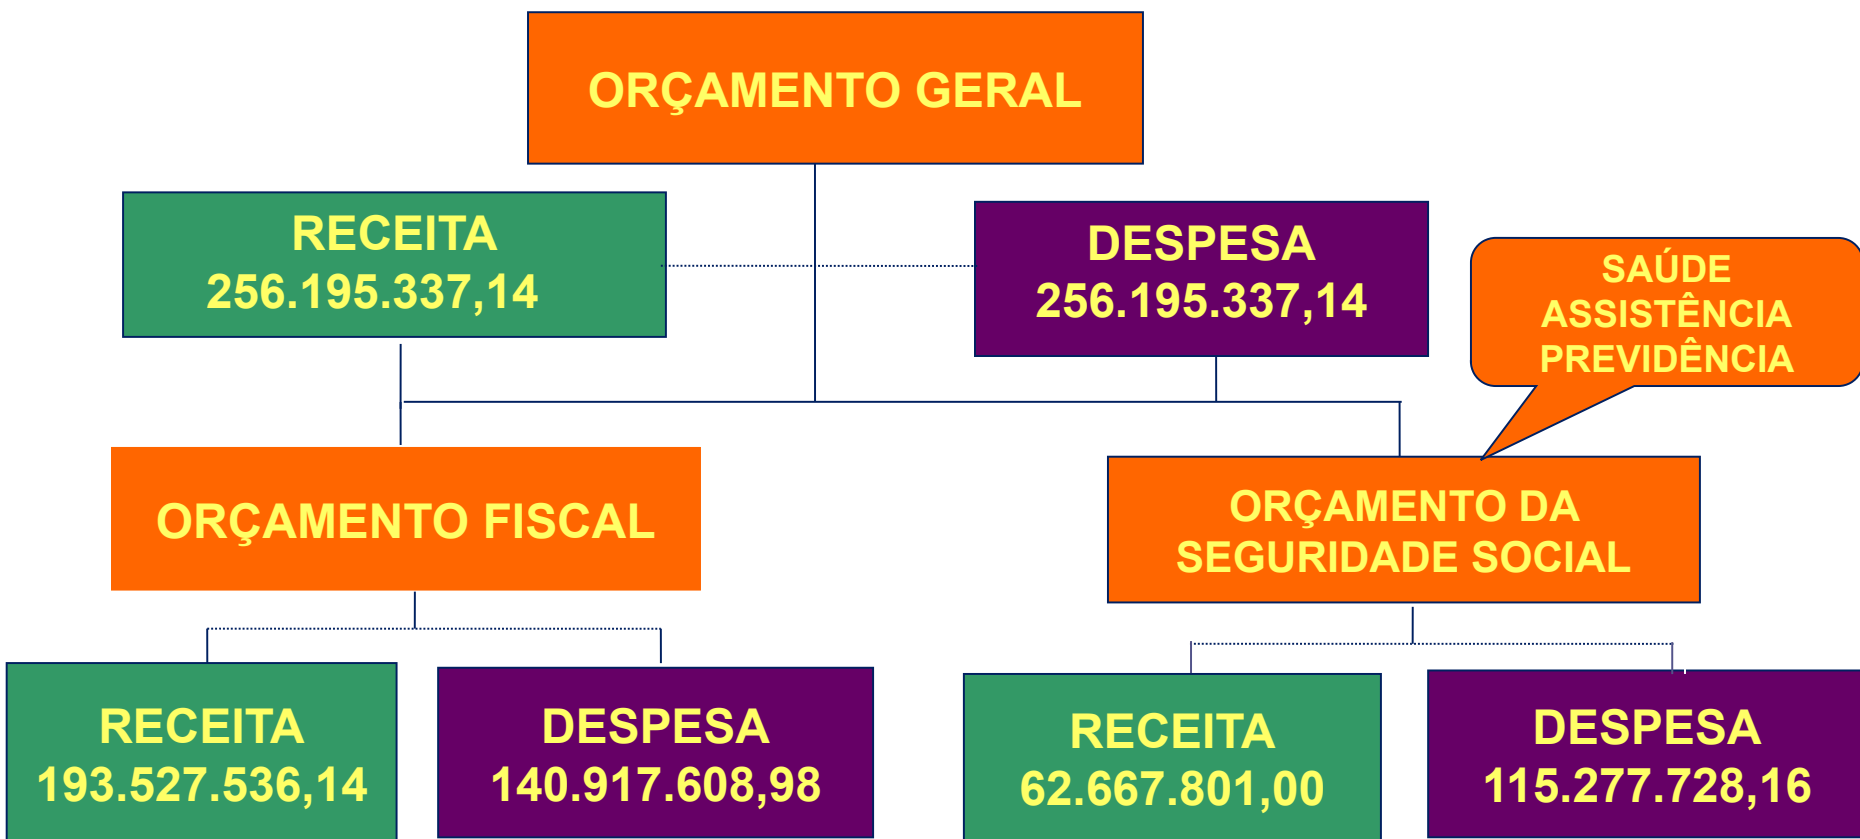 ORÇAMENTO GERAL
RECEITA
256.195.337,14
DESPESA
256.195.337,14
SAÚDE
ASSISTÊNCIA
PREVIDÊNCIA
ORÇAMENTO FISCAL
ORÇAMENTO DA
SEGURIDADE SOCIAL
RECEITA
193.527.536,14
DESPESA
140.917.608,98
RECEITA
62.667.801,00
DESPESA
115.277.728,16